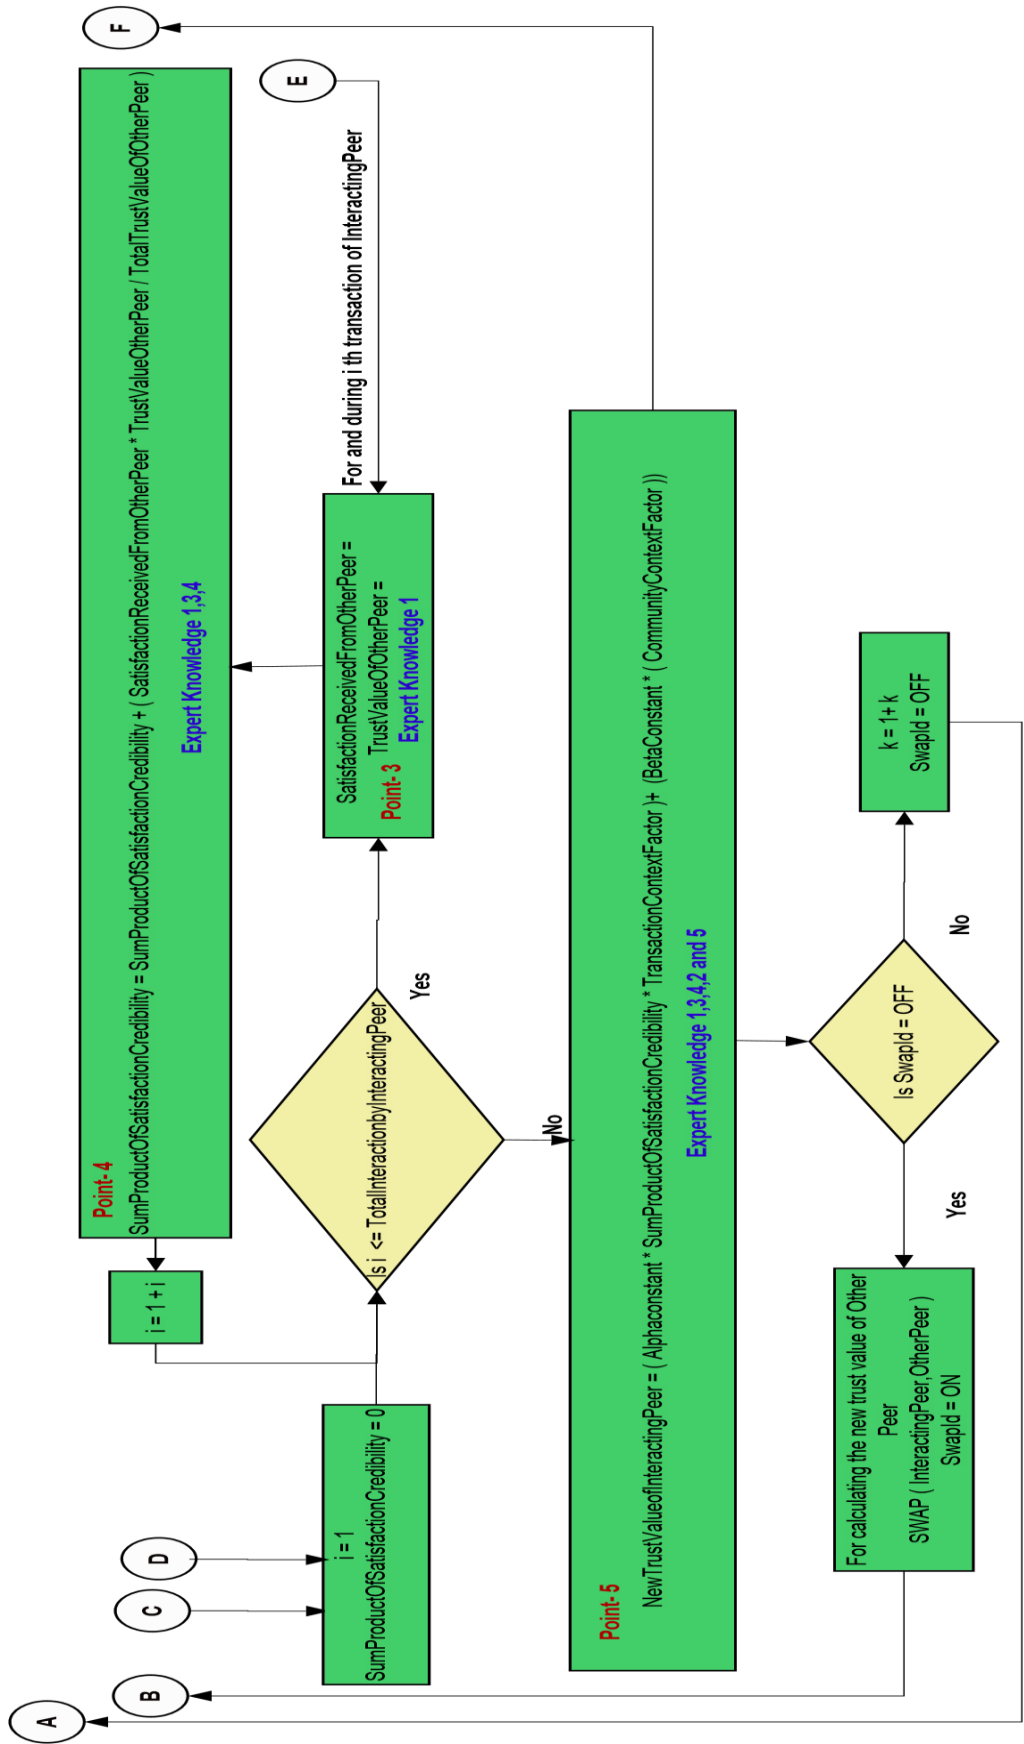 A
B
C
D
i = 1
SumProductOfSatisfactionCredibility = 0
i = 1 + i
Point- 4
SumProductOfSatisfactionCredibility = SumProductOfSatisfactionCredibility + ( SatisfactionReceivedFromOtherPeer * TrustValueOtherPeer / TotalTrustValueOfOtherPeer )
Expert Knowledge 1,3,4
F
E
For and during i th transaction of InteractingPeer
Is i <= TotalInteractionbyInteractingPeer
Yes
No
SatisfactionReceivedFromOtherPeer =
Point- 3 TrustValueOfOtherPeer =
Expert Knowledge 1
Point- 5
NewTrustValueofInteractingPeer = ( Alphaconstant * SumProductOfSatisfactionCredibility * TransactionContextFactor )+ (BetaConstant * ( CommunityContextFactor ))
Expert Knowledge 1,3,4,2 and 5
Is SwapId = OFF
Yes
No
For calculating the new trust value of Other
Peer
SWAP ( InteractingPeer,OtherPeer )
SwapId = ON
k = 1+ k
SwapId = OFF